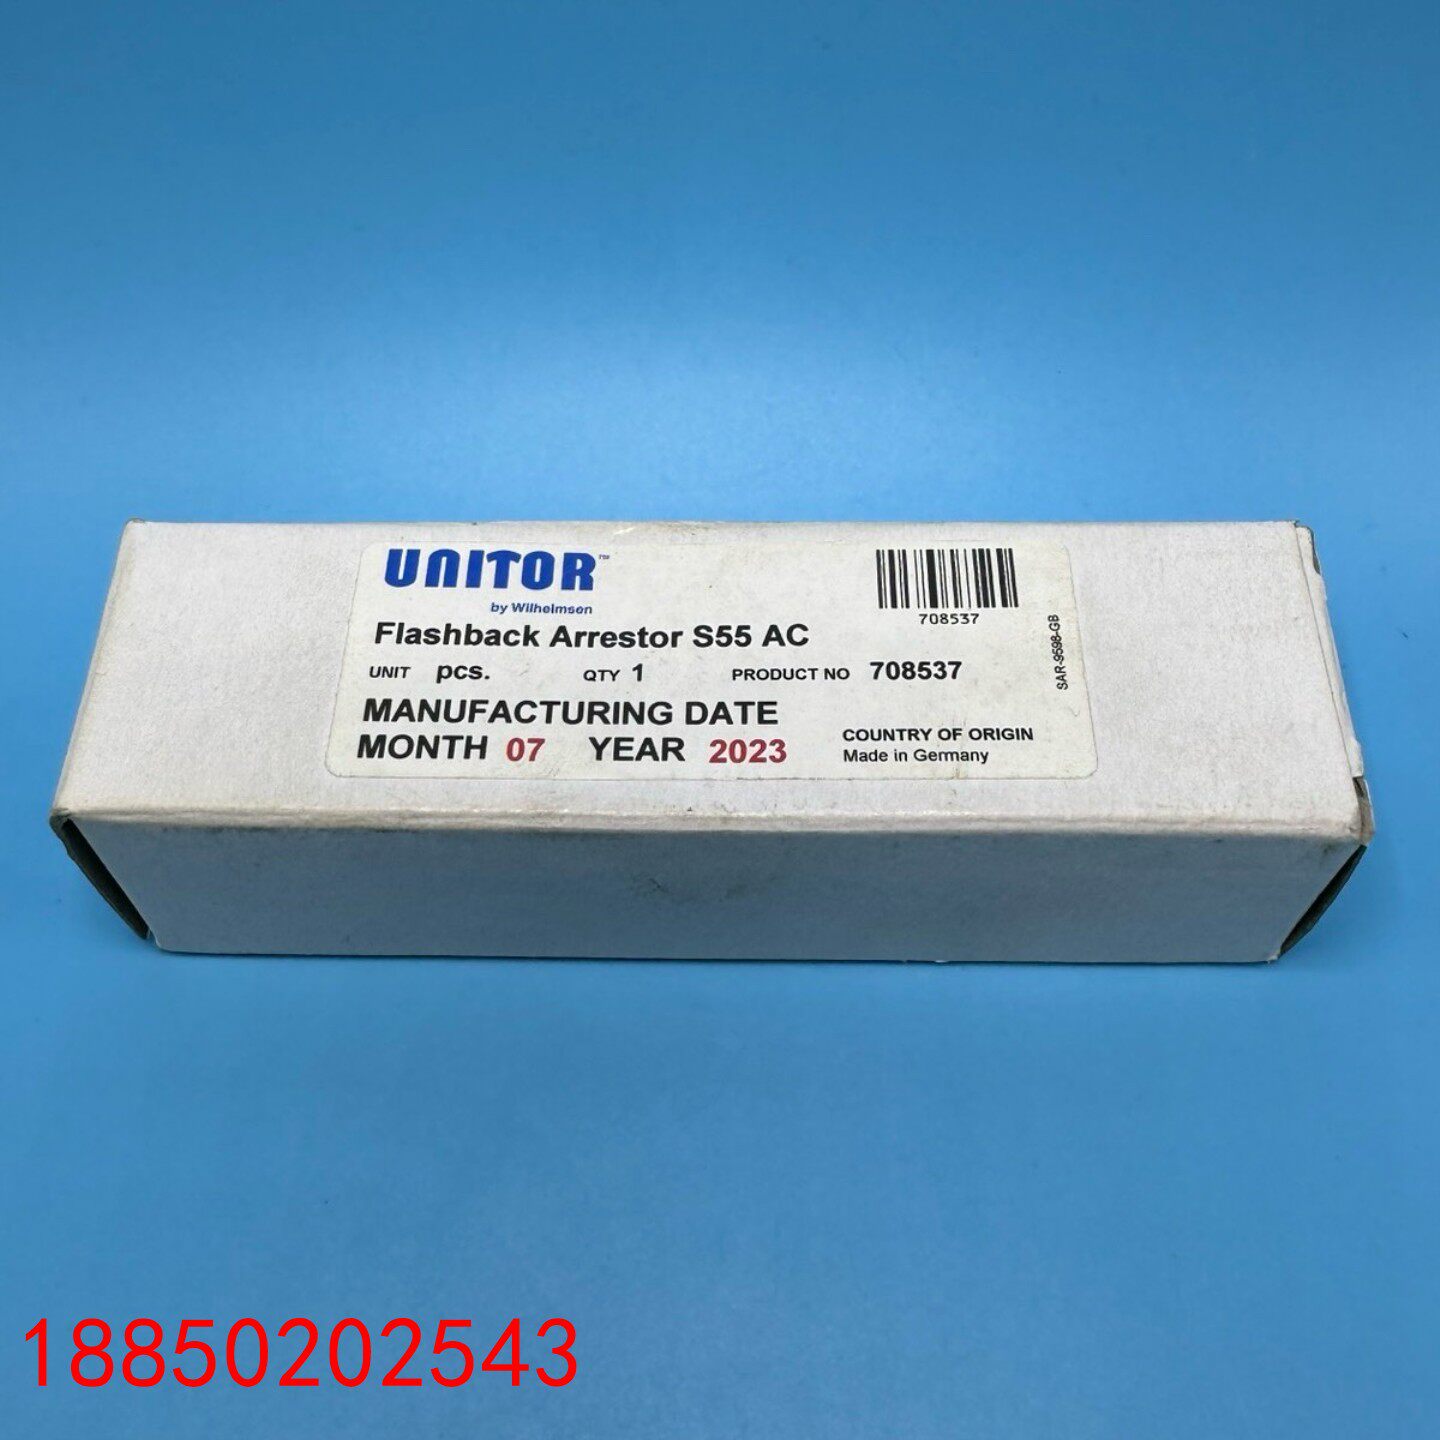 UNITOR™
by Wilhelmsen
Flashback Arrestor S55 AC
UNIT pcs. QTY 1 PRODUCT NO 708537
MANUFACTURING DATE
MONTH 07 YEAR 2023
708537
SAR-9598-GB
COUNTRY OF ORIGIN
Made in Germany
18850202543